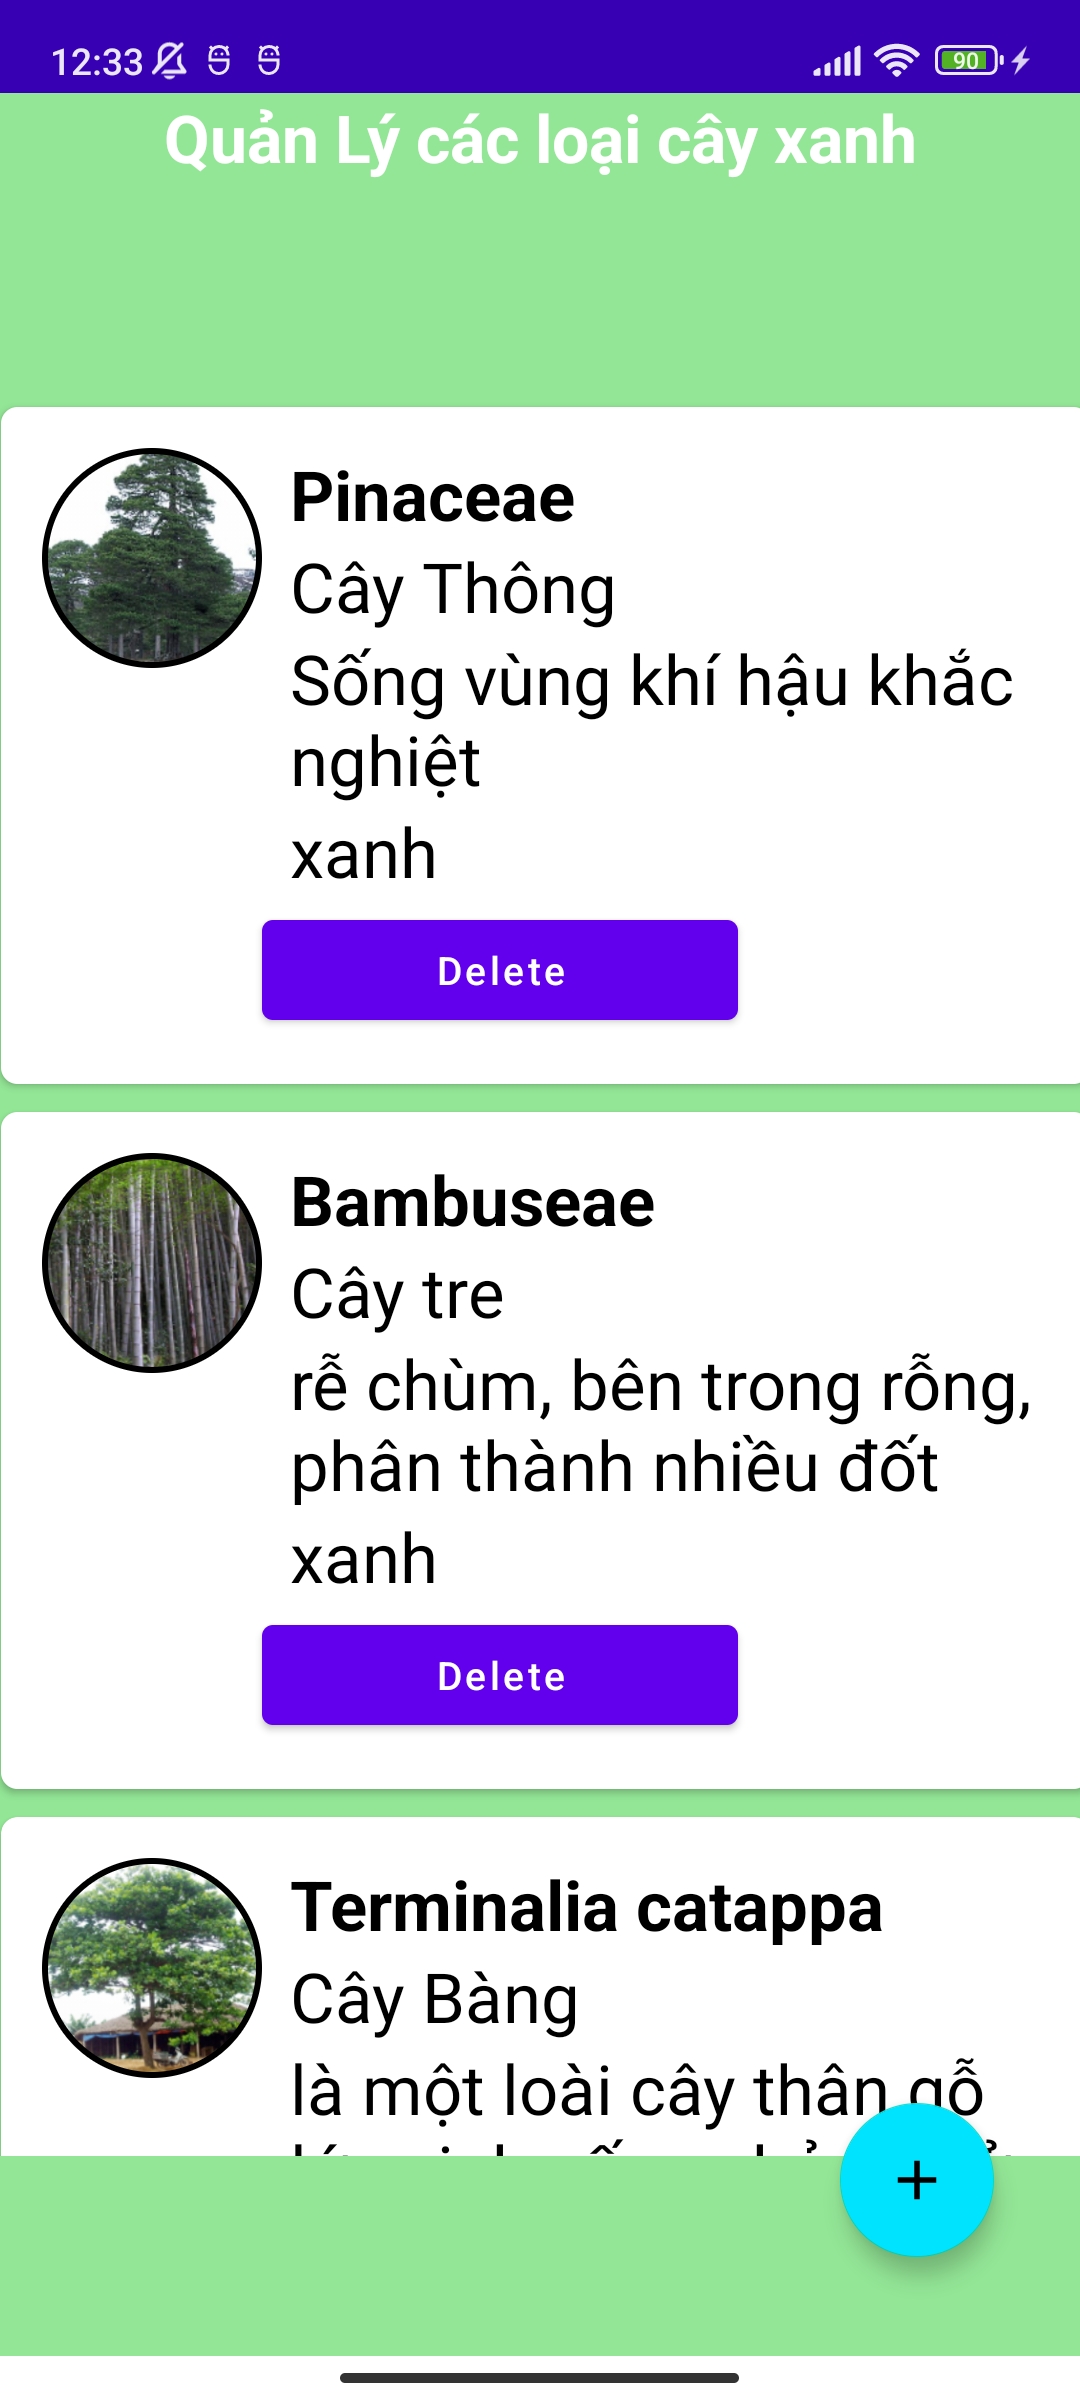 12:33
90
Quản Lý các loại cây xanh
Pinaceae
Cây Thông
Sống vùng khí hậu khắc
nghiệt
xanh
Delete
Bambuseae
Cây tre
rễ chùm, bên trong rỗng,
phân thành nhiều đốt
xanh
Delete
Terminalia catappa
Cây Bàng
là một loài cây thân gỗ
+